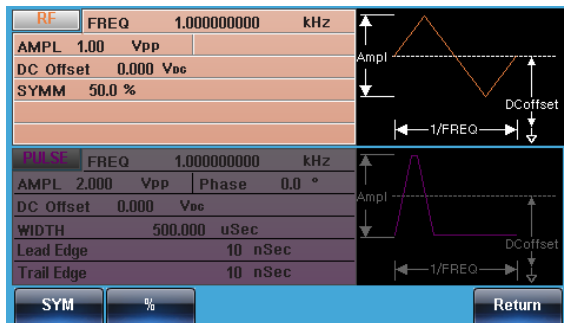 RF FREQ 1.000000000 kHz
AMPL 1.00 Vpp
DC Offset 0.000 VDC
SYMM 50.0 %
Ampl
DCoffset
1/FREQ
PULSE FREQ 1.000000000 kHz
AMPL 2.000 Vpp Phase 0.0 °
DC Offset 0.000 VDC
WIDTH 500.000 uSec
Lead Edge 10 nSec
Trail Edge 10 nSec
Ampl
DCoffset
1/FREQ
SYM % Return